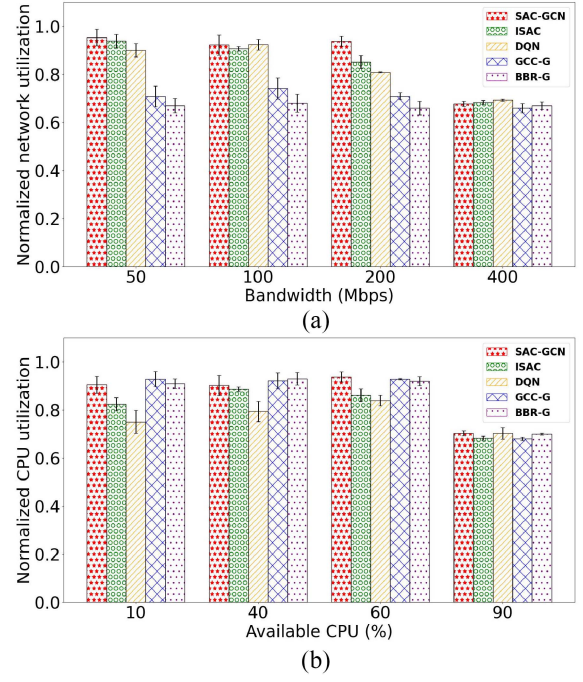 Normalized network utilization
1.0
0.8
0.6
0.4
0.2
0.0
SAC-GCN
ISAC
DQN
GCC-G
BBR-G
50 100 200 400
Bandwidth (Mbps)
(a)
Normalized CPU utilization
1.0
0.8
0.6
0.4
0.2
0.0
SAC-GCN
ISAC
DQN
GCC-G
BBR-G
10 40 60 90
Available CPU (%)
(b)